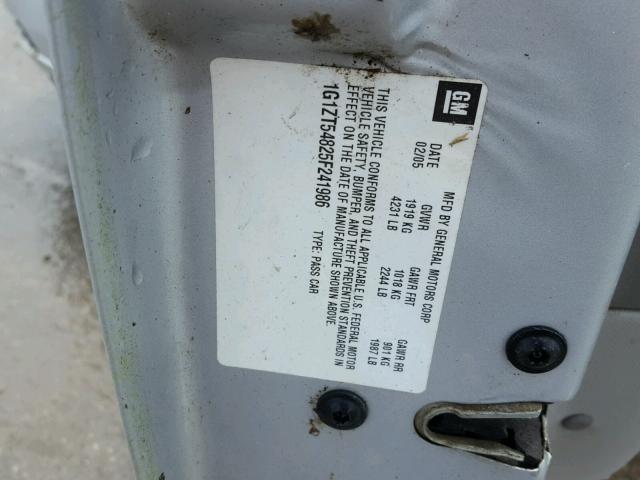 GM
MFD BY GENERAL MOTORS CORP
DATE GVWR GAWR FRT GAWR RR
02/05 1919 KG 1018 KG 901 KG
4231 LB 2244 LB 1987 LB
THIS VEHICLE CONFORMS TO ALL APPLICABLE U.S. FEDERAL MOTOR
VEHICLE SAFETY, BUMPER, AND THEFT PREVENTION STANDARDS IN
EFFECT ON THE DATE OF MANUFACTURE SHOWN ABOVE.
1G1ZT54825F241986 TYPE: PASS CAR